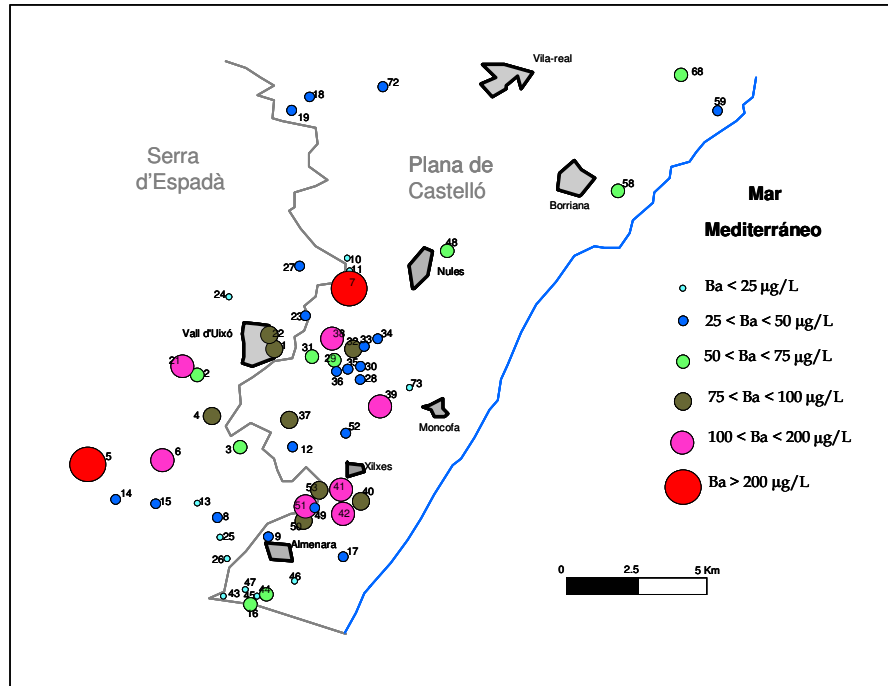 Vila-real
68
72
18
19
59
Serra
d'Espadà
Plana de
Castelló
58
Borriana
Mar
Mediterráneo
48
10
11
27
7
Nules
24
Ba < 25 µg/L
23
25 < Ba < 50 µg/L
Vall d'Uixó
22
1
38
33
34
32
31
29
50 < Ba < 75 µg/L
21
2
35
30
36
28
73
39
75 < Ba < 100 µg/L
4
37
Moncofa
52
100 < Ba < 200 µg/L
3
12
5
6
Xilxes
Ba > 200 µg/L
53
41
40
14
15
13
51
49
42
8
50
25
9
Almenara
17
26
46
0
2.5
5 Km
47
43
45
44
16